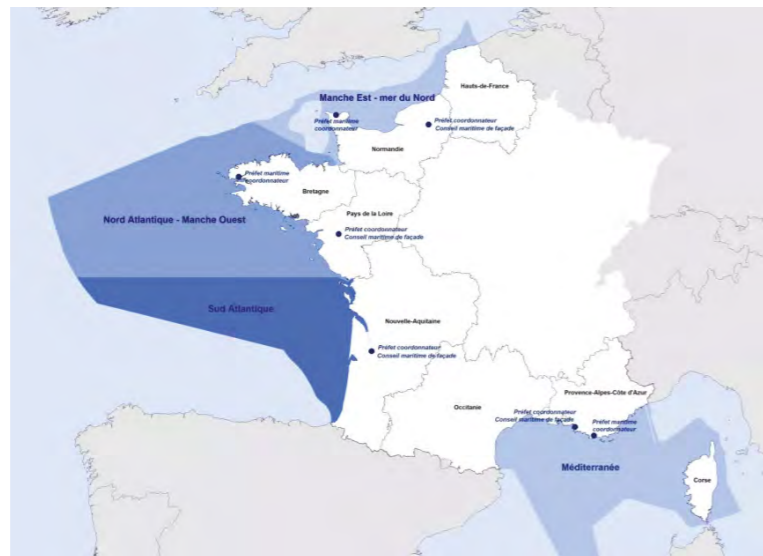 Hauts-de-France
Manche Est - mer du Nord
Préfet maritime
coordonnateur
Préfet coordonnateur
Conseil maritime de façade
Normandie
Préfet maritime
coordonnateur
Bretagne
Pays de la Loire
Nord Atlantique - Manche Ouest
Préfet coordonnateur
Conseil maritime de façade
Sud Atlantique
Nouvelle-Aquitaine
Préfet coordonnateur
Conseil maritime de façade
Provence-Alpes-Côte d'Azur
Occitanie
Préfet coordonnateur
Conseil maritime de façade
Préfet maritime
coordonnateur
Méditerranée
Corse